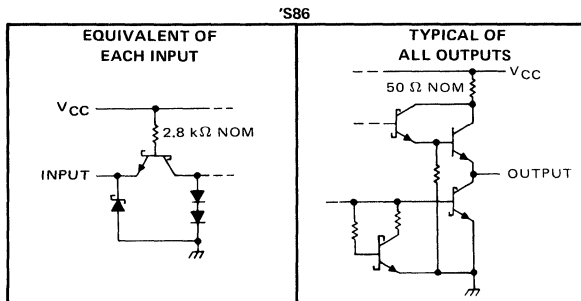 'S86
EQUIVALENT OF
EACH INPUT
VCC
2.8 kΩ NOM
INPUT
TYPICAL OF
ALL OUTPUTS
VCC
50 Ω NOM
OUTPUT